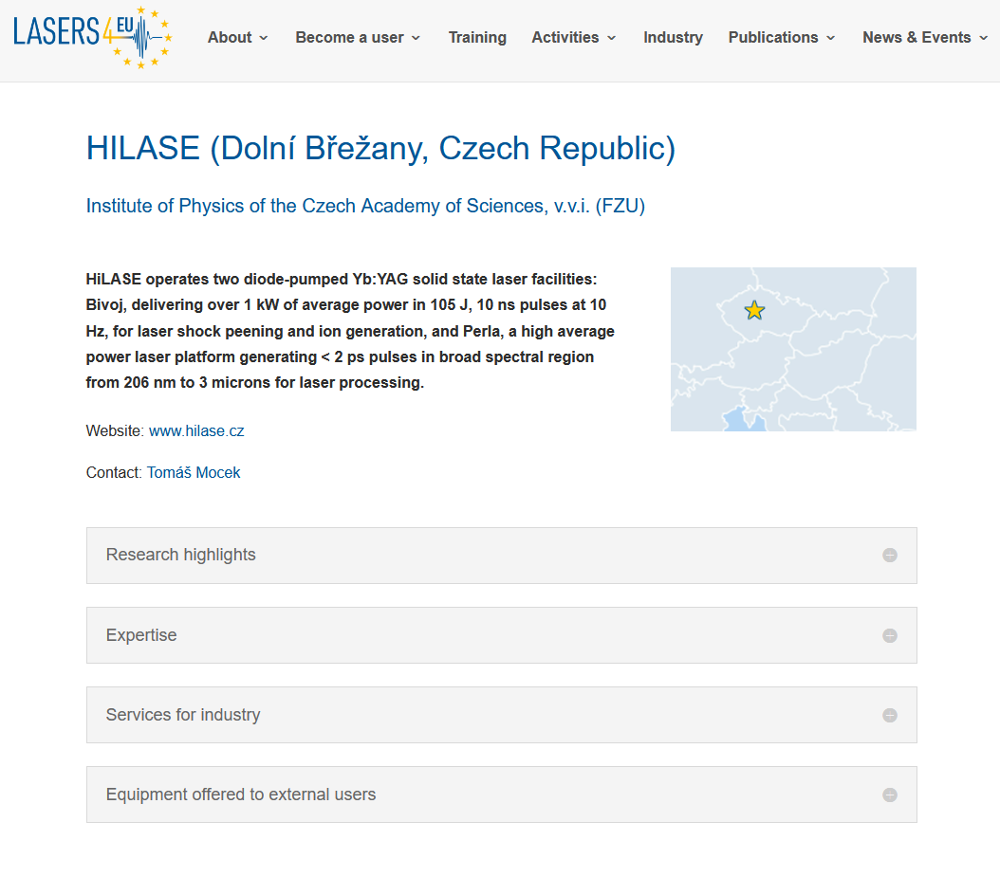 LASERS4EU
About
Become a user
Training
Activities
Industry
Publications
News & Events
HILASE (Dolní Břežany, Czech Republic)
Institute of Physics of the Czech Academy of Sciences, v.v.i. (FZU)
HiLASE operates two diode-pumped Yb:YAG solid state laser facilities:
Bivoj, delivering over 1 kW of average power in 105 J, 10 ns pulses at 10
Hz, for laser shock peening and ion generation, and Perla, a high average
power laser platform generating < 2 ps pulses in broad spectral region
from 206 nm to 3 microns for laser processing.
Website: www.hilase.cz
Contact: Tomáš Mocek
Research highlights
Expertise
Services for industry
Equipment offered to external users